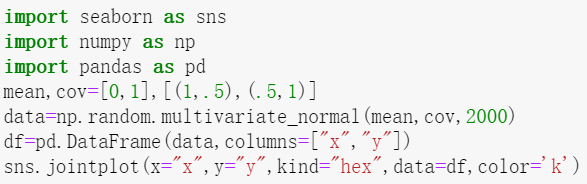 import seaborn as sns
import numpy as np
import pandas as pd
mean,cov=[0,1],[(1,.5),(.5,1)]
data=np.random.multivariate_normal(mean,cov,2000)
df=pd.DataFrame(data,columns=["x","y"])
sns.jointplot(x="x",y="y",kind="hex",data=df,color='k')